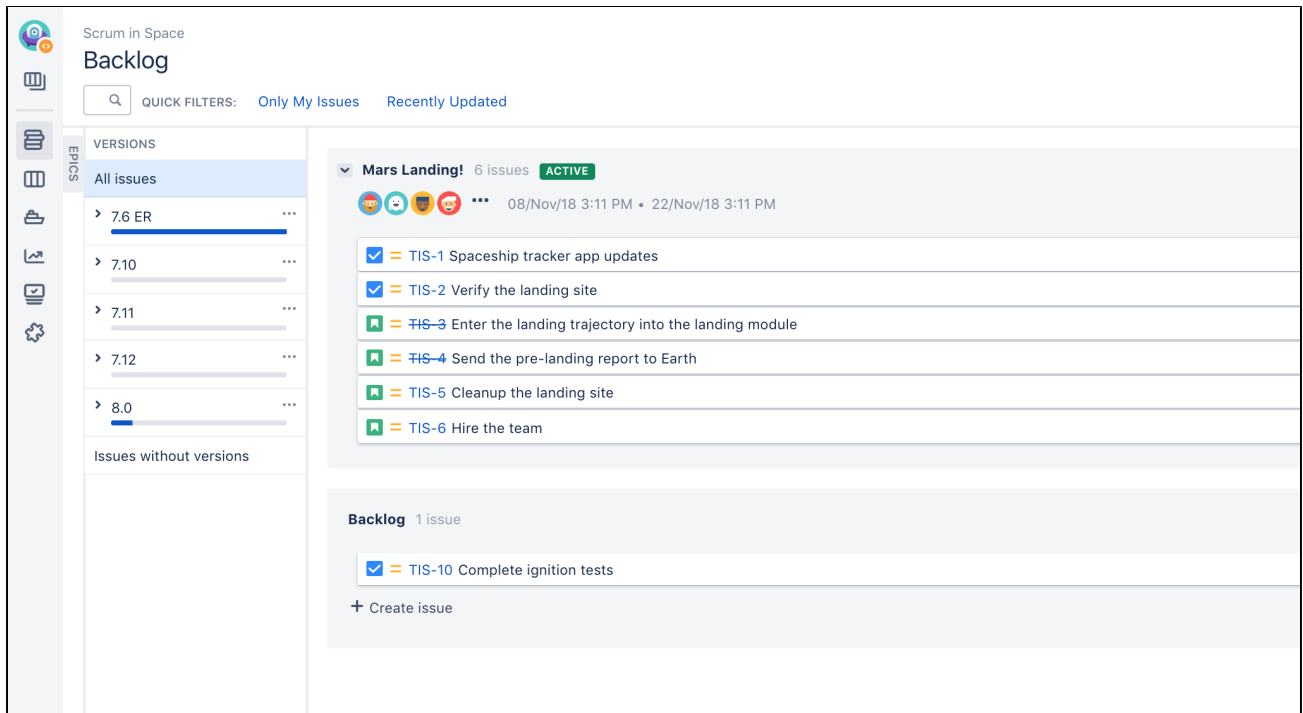 Scrum in Space
Backlog
QUICK FILTERS: Only My Issues Recently Updated
EPICS
VERSIONS
All issues
7.6 ER
7.10
7.11
7.12
8.0
Issues without versions
Mars Landing! 6 issues ACTIVE
08/Nov/18 3:11 PM • 22/Nov/18 3:11 PM
TIS-1 Spaceship tracker app updates
TIS-2 Verify the landing site
TIS-3 Enter the landing trajectory into the landing module
TIS-4 Send the pre-landing report to Earth
TIS-5 Cleanup the landing site
TIS-6 Hire the team
Backlog 1 issue
TIS-10 Complete ignition tests
+ Create issue